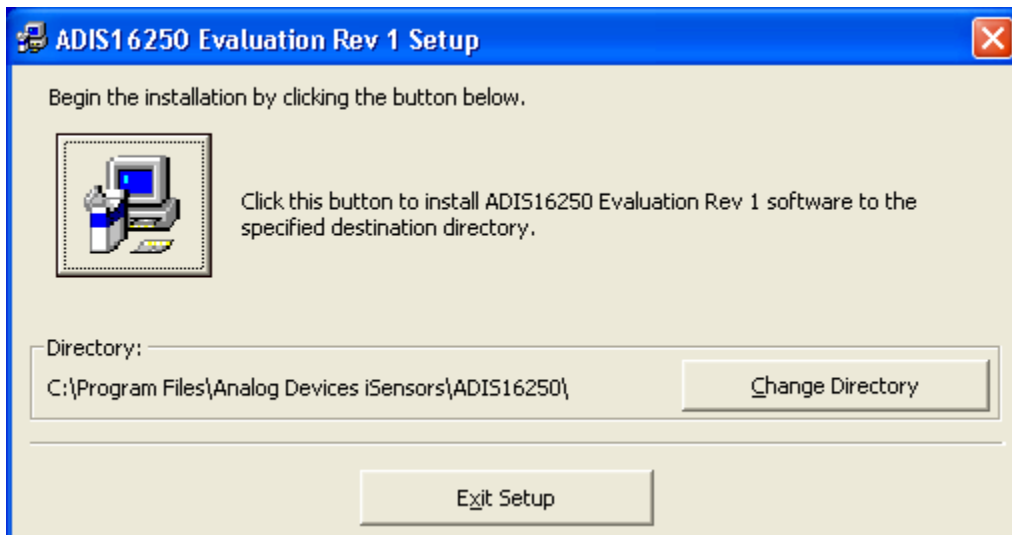 ADIS16250 Evaluation Rev 1 Setup
Begin the installation by clicking the button below.
Click this button to install ADIS16250 Evaluation Rev 1 software to the
specified destination directory.
Directory:
C:\Program Files\Analog Devices iSensors\ADIS16250\
Change Directory
Exit Setup